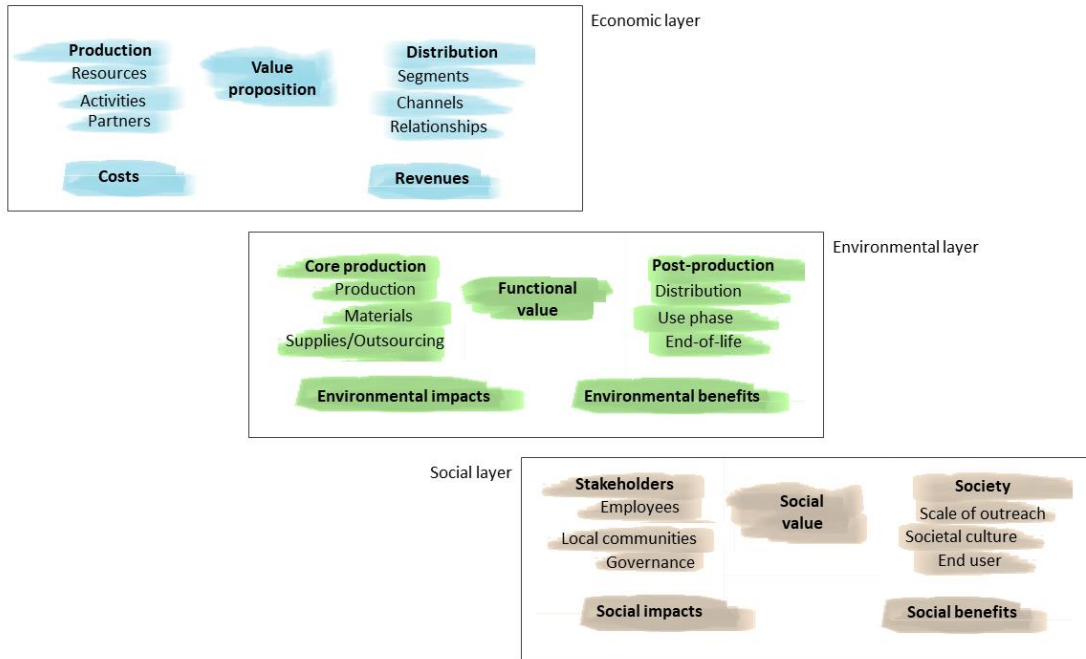 Economic layer
Production
Resources
Activities
Partners
Value
proposition
Distribution
Segments
Channels
Relationships
Costs
Revenues
Environmental layer
Core production
Production
Materials
Supplies/Outsourcing
Functional
value
Post-production
Distribution
Use phase
End-of-life
Environmental impacts
Environmental benefits
Social layer
Stakeholders
Employees
Local communities
Governance
Social
value
Society
Scale of outreach
Societal culture
End user
Social impacts
Social benefits